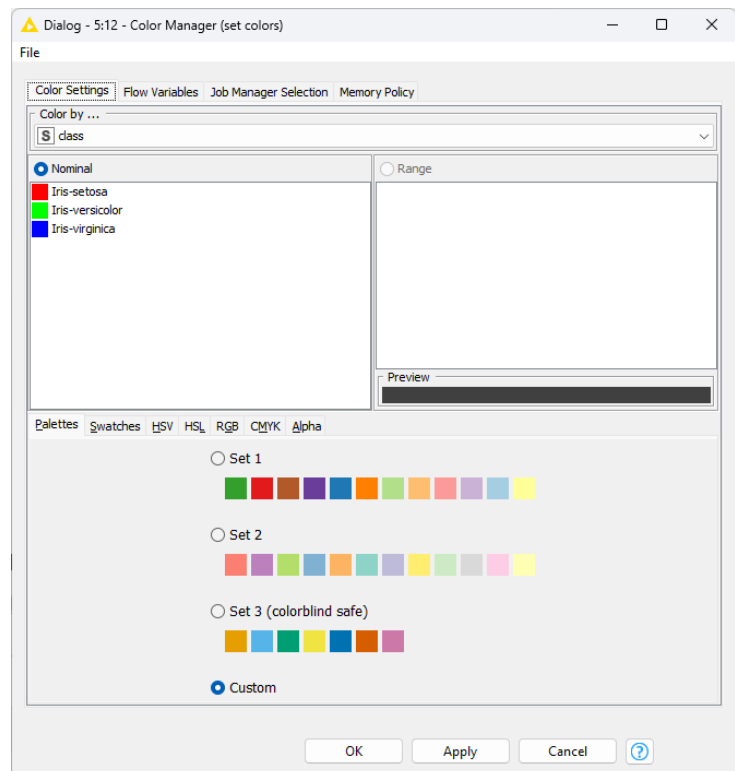 Dialog - 5:12 - Color Manager (set colors)
File
Color Settings Flow Variables Job Manager Selection Memory Policy
Color by ...
S class
Nominal
Range
Iris-setosa
Iris-versicolor
Iris-virginica
Preview
Palettes Swatches HSV HSL RGB CMYK Alpha
Set 1
Set 2
Set 3 (colorblind safe)
Custom
OK Apply Cancel ?